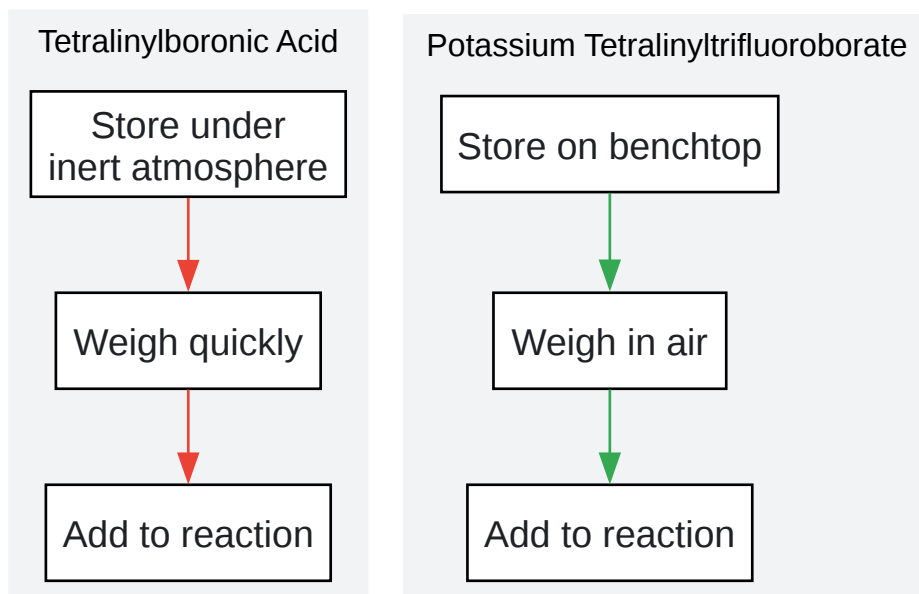 Tetralinylboronic Acid
Store under
inert atmosphere
Weigh quickly
Add to reaction
Potassium Tetralinyltrifluoroborate
Store on benchtop
Weigh in air
Add to reaction